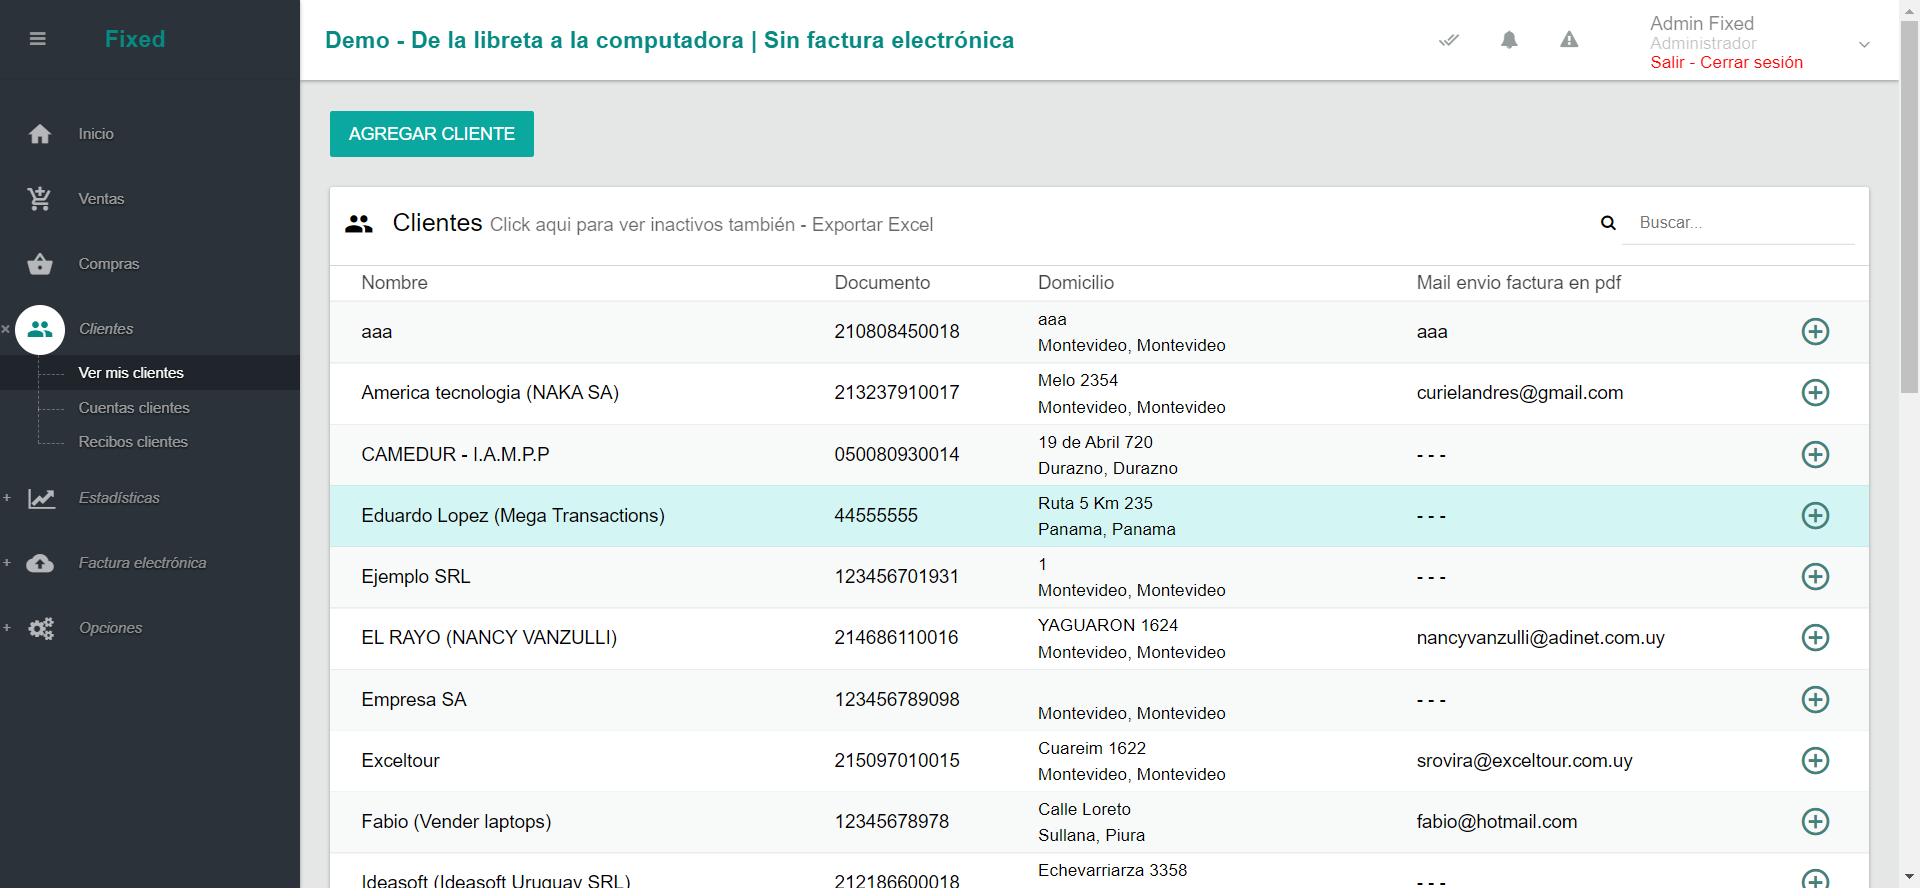 Fixed
Demo - De la libreta a la computadora | Sin factura electrónica
Admin Fixed
Administrador
Salir - Cerrar sesión
Inicio
Ventas
Compras
Clientes
Ver mis clientes
Cuentas clientes
Recibos clientes
Estadísticas
Factura electrónica
Opciones
AGREGAR CLIENTE
Clientes Click aqui para ver inactivos también - Exportar Excel
Buscar...
Nombre Documento Domicilio Mail envio factura en pdf
aaa 210808450018 aaa
Montevideo, Montevideo aaa
America tecnologia (NAKA SA) 213237910017 Melo 2354
Montevideo, Montevideo curielandres@gmail.com
CAMEDUR - I.A.M.P.P 050080930014 19 de Abril 720
Durazno, Durazno - - -
Eduardo Lopez (Mega Transactions) 44555555 Ruta 5 Km 235
Panama, Panama - - -
Ejemplo SRL 123456701931 1
Montevideo, Montevideo - - -
EL RAYO (NANCY VANZULLI) 214686110016 YAGUARON 1624
Montevideo, Montevideo nancyvanzulli@adinet.com.uy
Empresa SA 123456789098
Montevideo, Montevideo - - -
Exceltour 215097010015 Cuareim 1622
Montevideo, Montevideo srovira@exceltour.com.uy
Fabio (Vender laptops) 12345678978 Calle Loreto
Sullana, Piura fabio@hotmail.com
Ideasoft (Ideasoft Uruguay SRL) 212186600018 Echevarriarza 3358
- - -